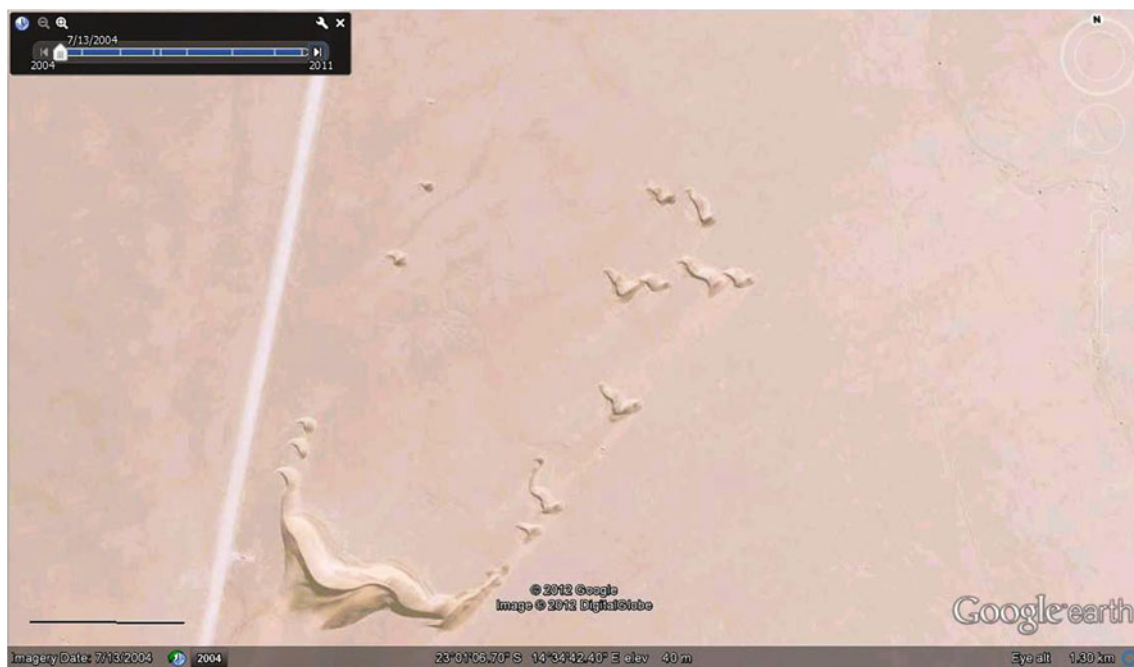 7/13/2004
2004 2011
N
© 2012 Google
Image © 2012 DigitalGlobe
Google earth
Imagery Date: 7/13/2004 2004 23°01'05.70" S 14°34'42.40" E elev 40 m Eye alt 1.30 km